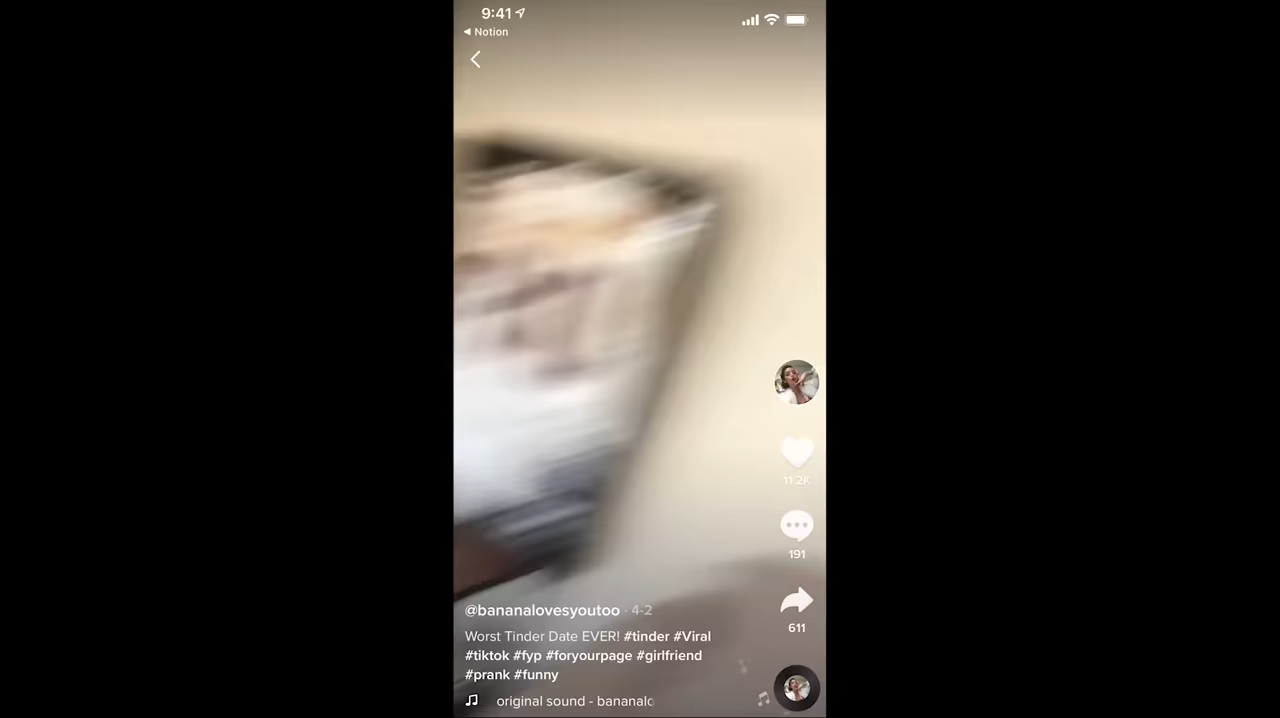 9:41
◀ Notion
11.2K
191
611
@bananalovesyoutoo · 4-2
Worst Tinder Date EVER! #tinder #Viral
#tiktok #fyp #foryourpage #girlfriend
#prank #funny
original sound - bananalo